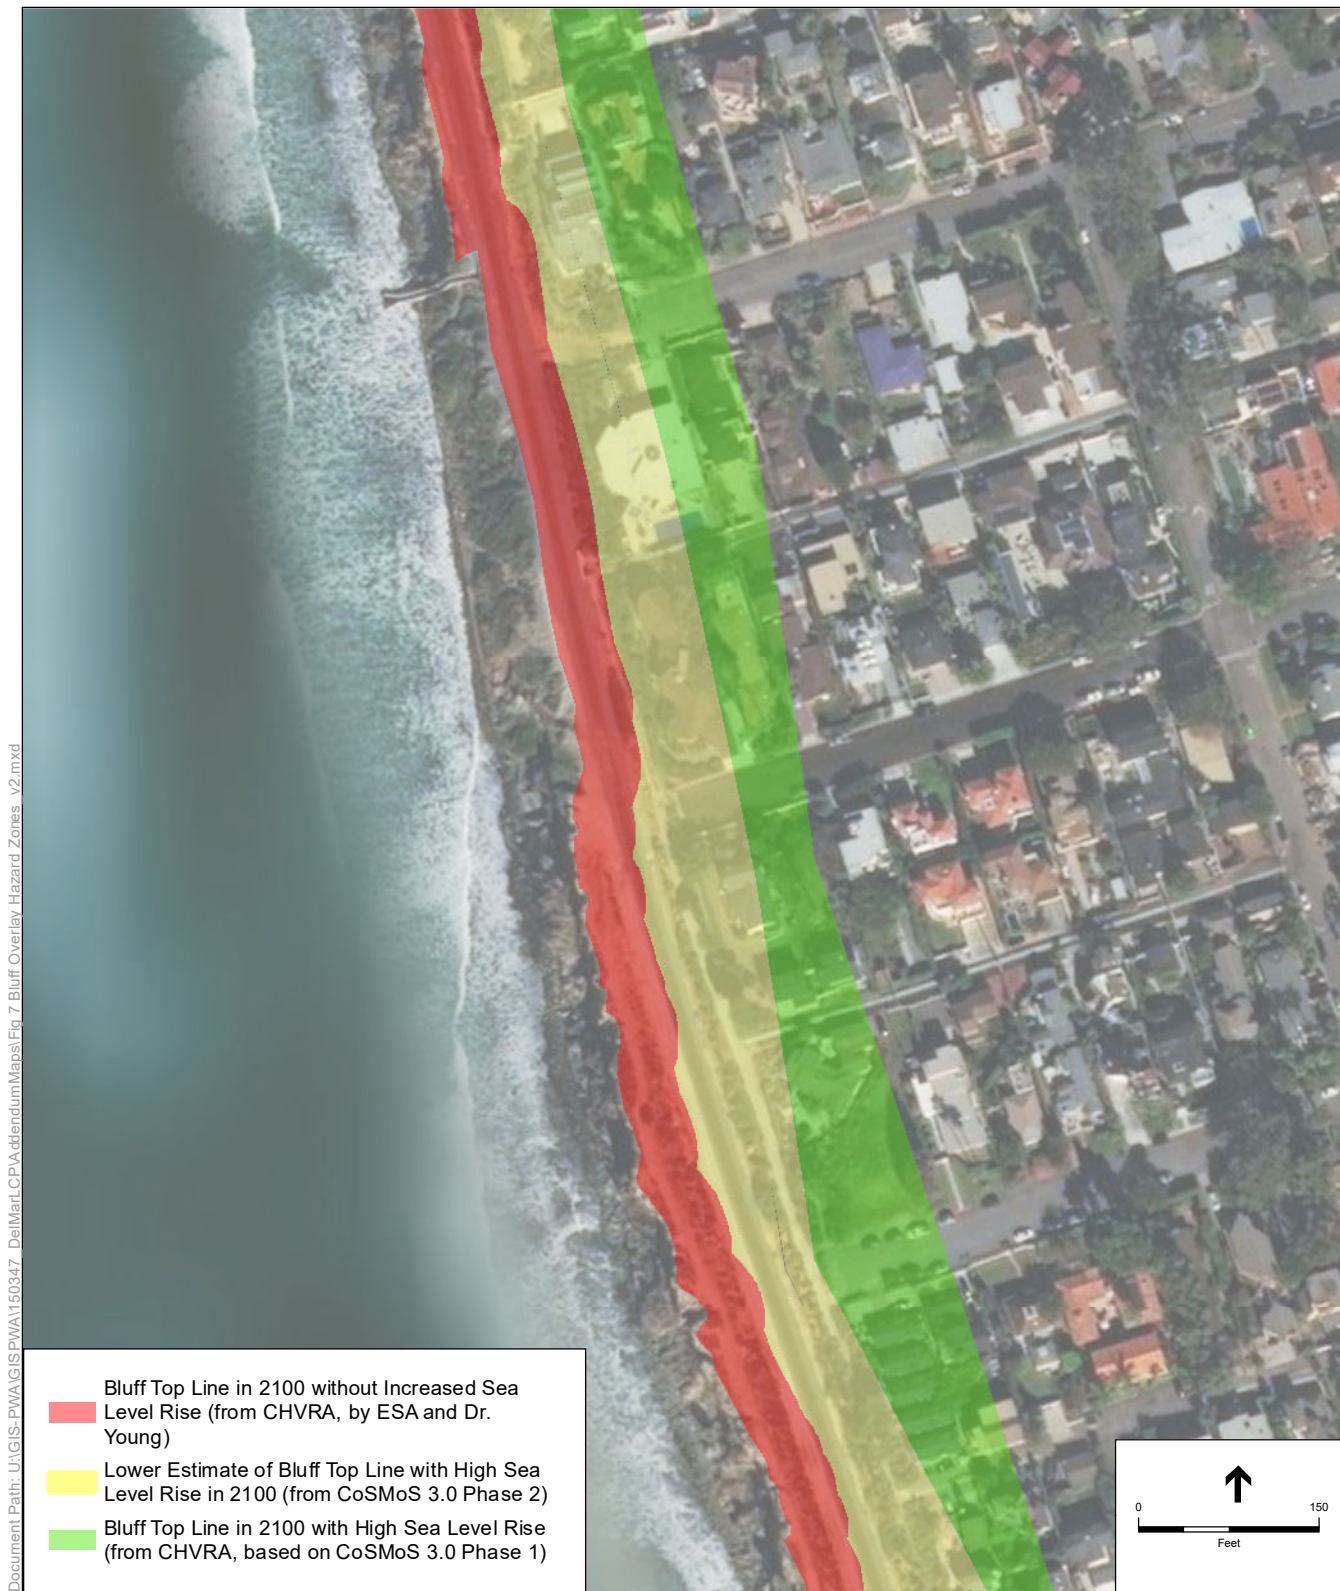 Document Path: U:\GIS-PWA\GISPWA\150347_DelMarLCP\AddendumMaps\Fig 7 Bluff Overlay Hazard Zones_v2.mxd
Bluff Top Line in 2100 without Increased Sea
Level Rise (from CHVRA, by ESA and Dr.
Young)
Lower Estimate of Bluff Top Line with High Sea
Level Rise in 2100 (from CoSMoS 3.0 Phase 2)
Bluff Top Line in 2100 with High Sea Level Rise
(from CHVRA, based on CoSMoS 3.0 Phase 1)
0 150
Feet